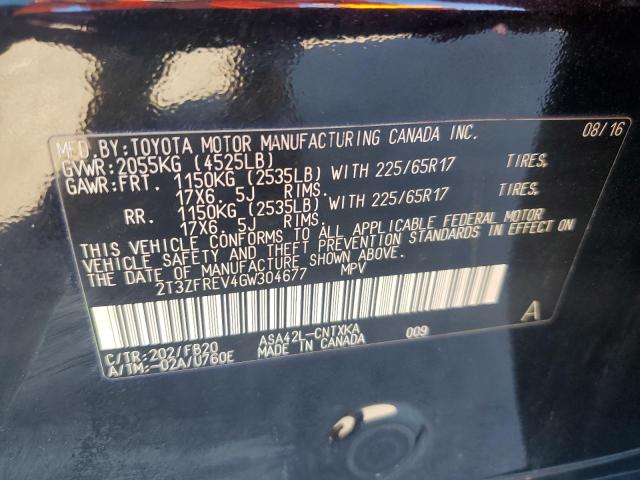 MFD. BY:TOYOTA MOTOR MANUFACTURING CANADA INC. 08/16
GVWR:2055KG (4525LB)
GAWR:FRT. 1150KG (2535LB) WITH 225/65R17 TIRES,
17X6. 5J RIMS.
RR. 1150KG (2535LB) WITH 225/65R17 TIRES,
17X6. 5J RIMS.
THIS VEHICLE CONFORMS TO ALL APPLICABLE FEDERAL MOTOR
VEHICLE SAFETY AND THEFT PREVENTION STANDARDS IN EFFECT ON
THE DATE OF MANUFACTURE SHOWN ABOVE.
2T3ZFREV4GW304677 MPV
A
C/TR:202/FB20 ASA42L-CNTXKA 009
A/TM:-02A/U760E MADE IN CANADA